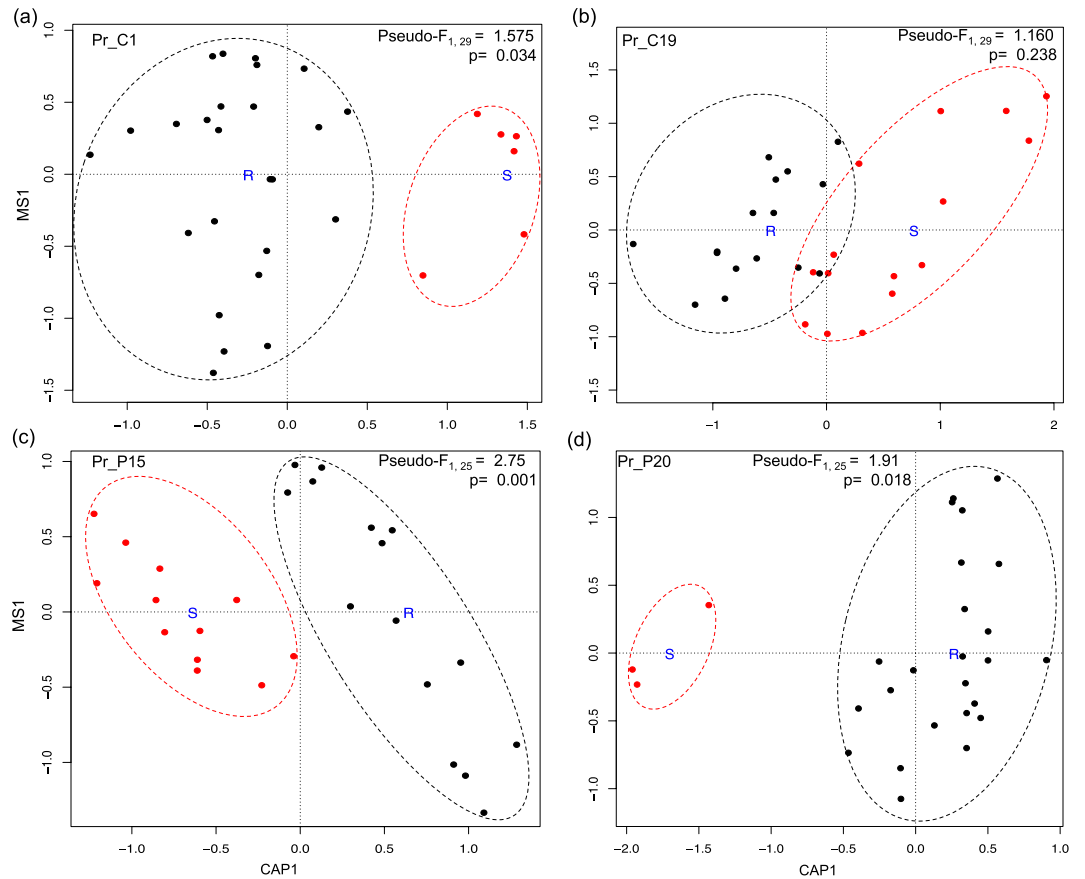 (a)
Pr_C1
Pseudo-F1, 29 = 1.575
p= 0.034
R
S
MS1
1.0
0.5
0.0
−0.5
−1.0
−1.5
−1.0 −0.5 0.0 0.5 1.0 1.5
(b)
Pr_C19
Pseudo-F1, 29 = 1.160
p= 0.238
R
S
1.5
1.0
0.5
0.0
−0.5
−1.0
−1.5
−1 0 1 2
(c)
Pr_P15
Pseudo-F1, 25 = 2.75
p= 0.001
S
R
MS1
1.0
0.5
0.0
−0.5
−1.0
−1.0 −0.5 0.0 0.5 1.0
CAP1
(d)
Pr_P20
Pseudo-F1, 25 = 1.91
p= 0.018
S
R
1.0
0.5
0.0
−0.5
−1.0
−2.0 −1.5 −1.0 −0.5 0.0 0.5 1.0
CAP1